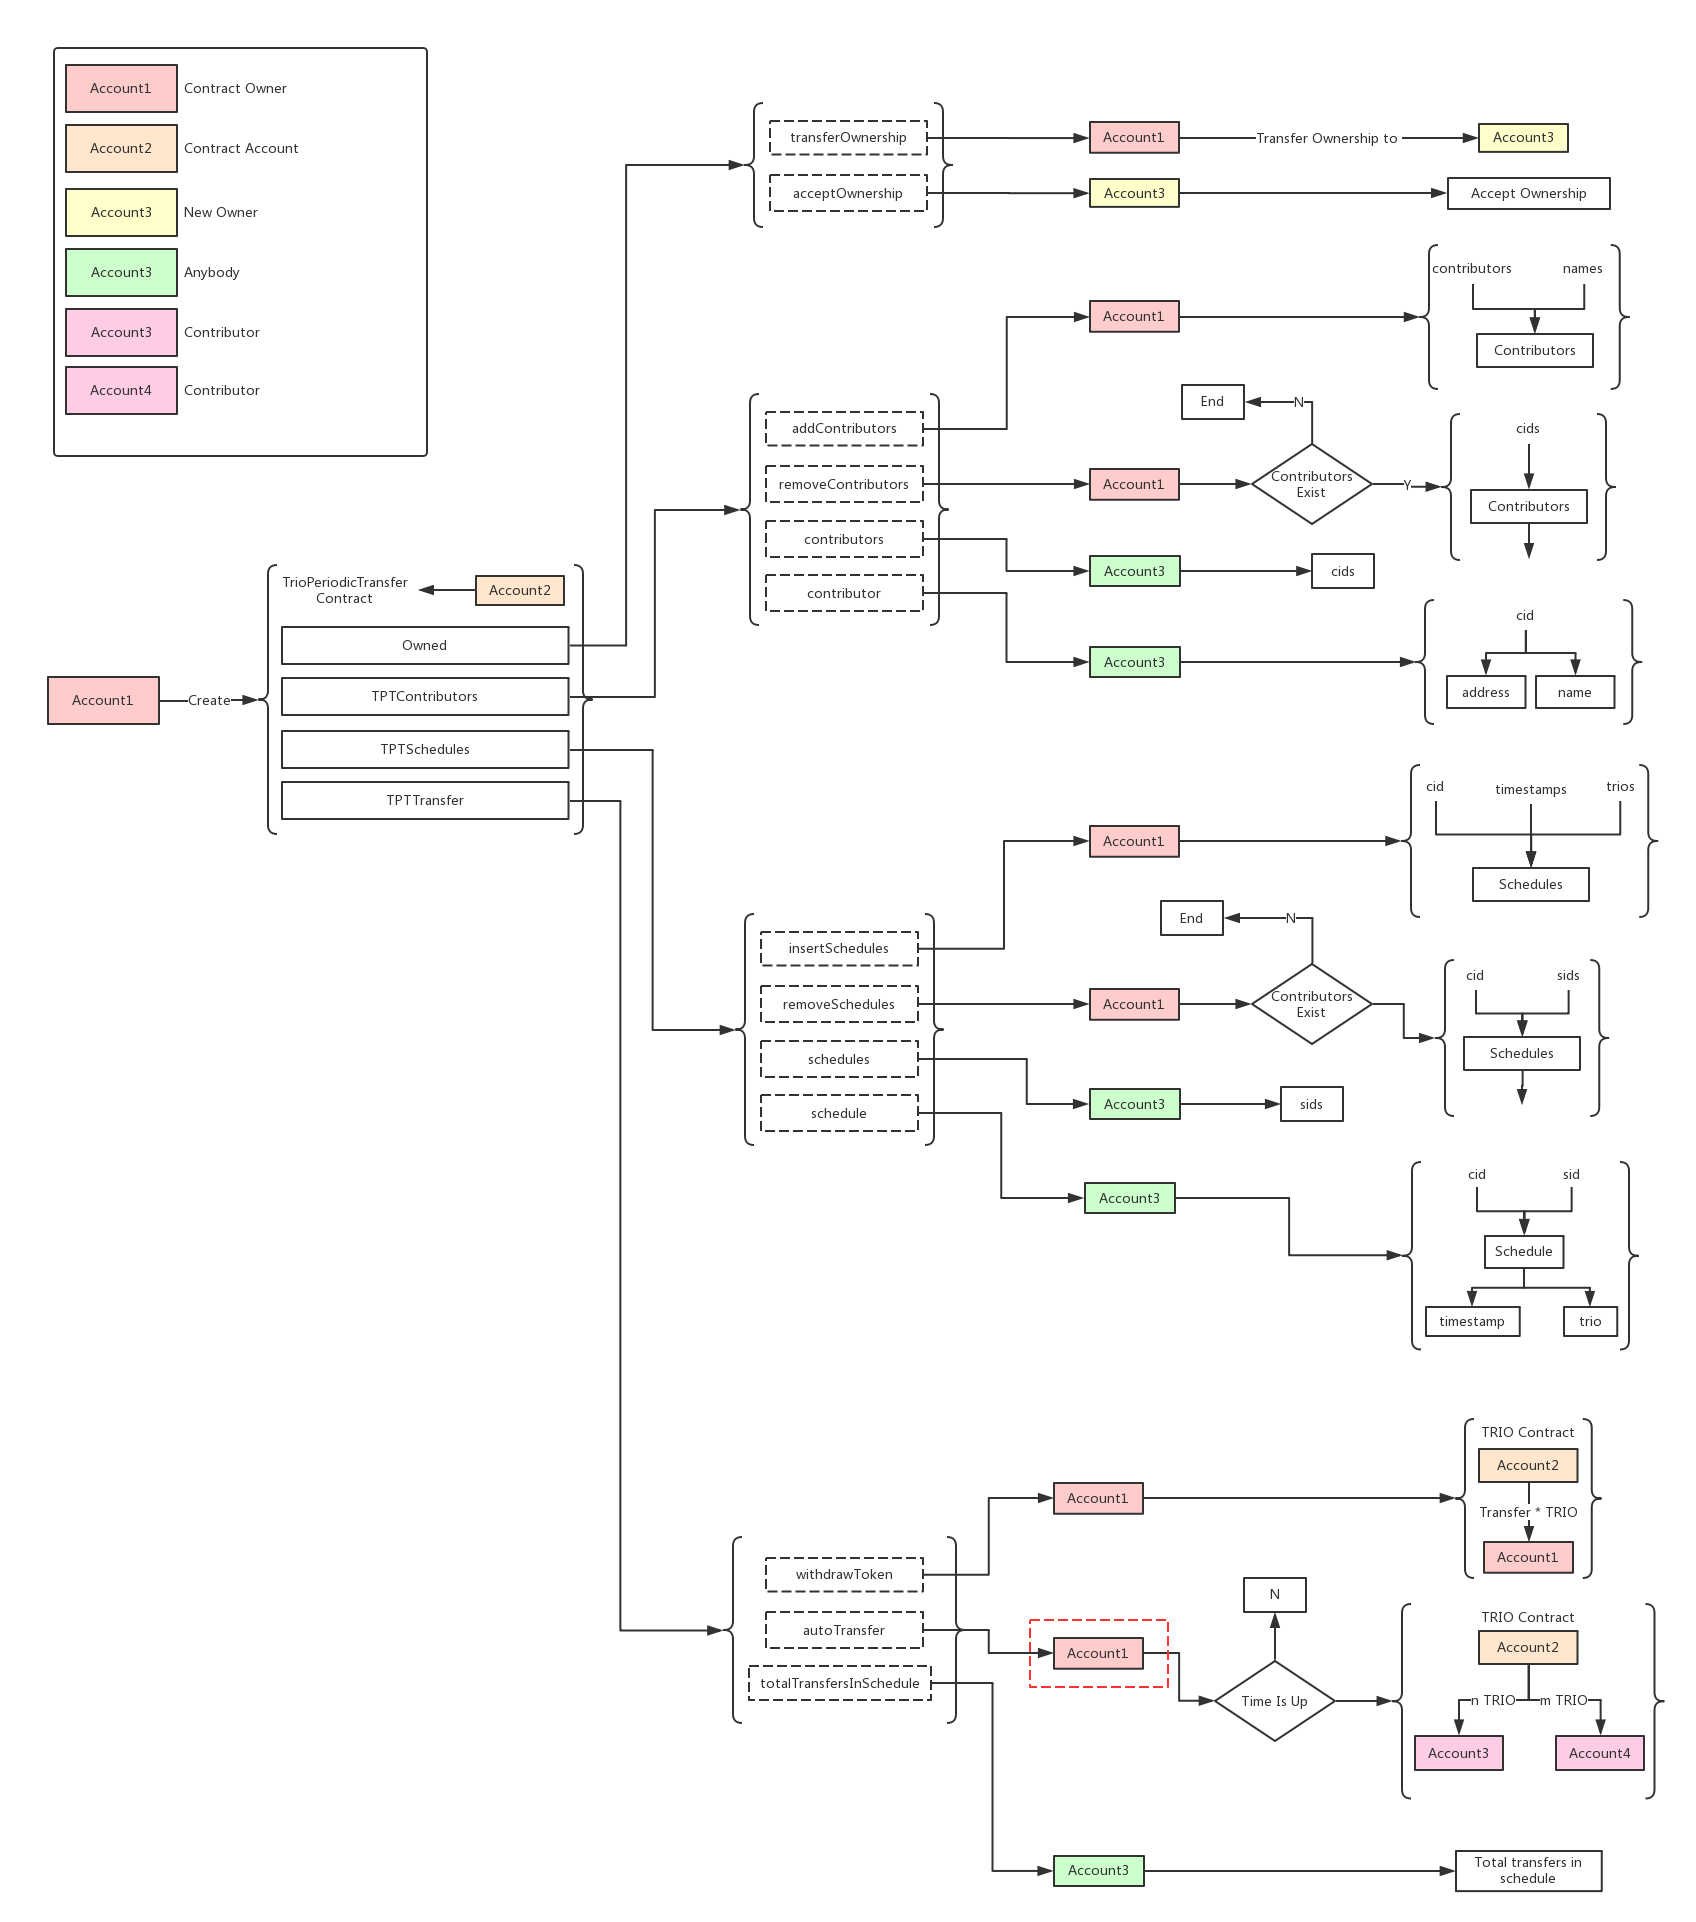 Account1 Contract Owner
Account2 Contract Account
Account3 New Owner
Account3 Anybody
Account3 Contributor
Account4 Contributor
Account1
Create
TrioPeriodicTransfer
Contract
Account2
Owned
TPTContributors
TPTSchedules
TPTTransfer
transferOwnership
Account1
Transfer Ownership to
Account3
acceptOwnership
Account3
Accept Ownership
addContributors
removeContributors
contributors
contributor
Account1
contributors
names
Contributors
Account1
Contributors
Exist
N
End
Y
cids
Contributors
Account3
cids
Account3
cid
address
name
insertSchedules
removeSchedules
schedules
schedule
Account1
cid
timestamps
trios
Schedules
Account1
Contributors
Exist
N
End
cid
sids
Schedules
Account3
sids
Account3
cid
sid
Schedule
timestamp
trio
withdrawToken
autoTransfer
totalTransfersInSchedule
Account1
TRIO Contract
Account2
Transfer * TRIO
Account1
Account1
Time Is Up
N
TRIO Contract
Account2
n TRIO
m TRIO
Account3
Account4
Account3
Total transfers in
schedule